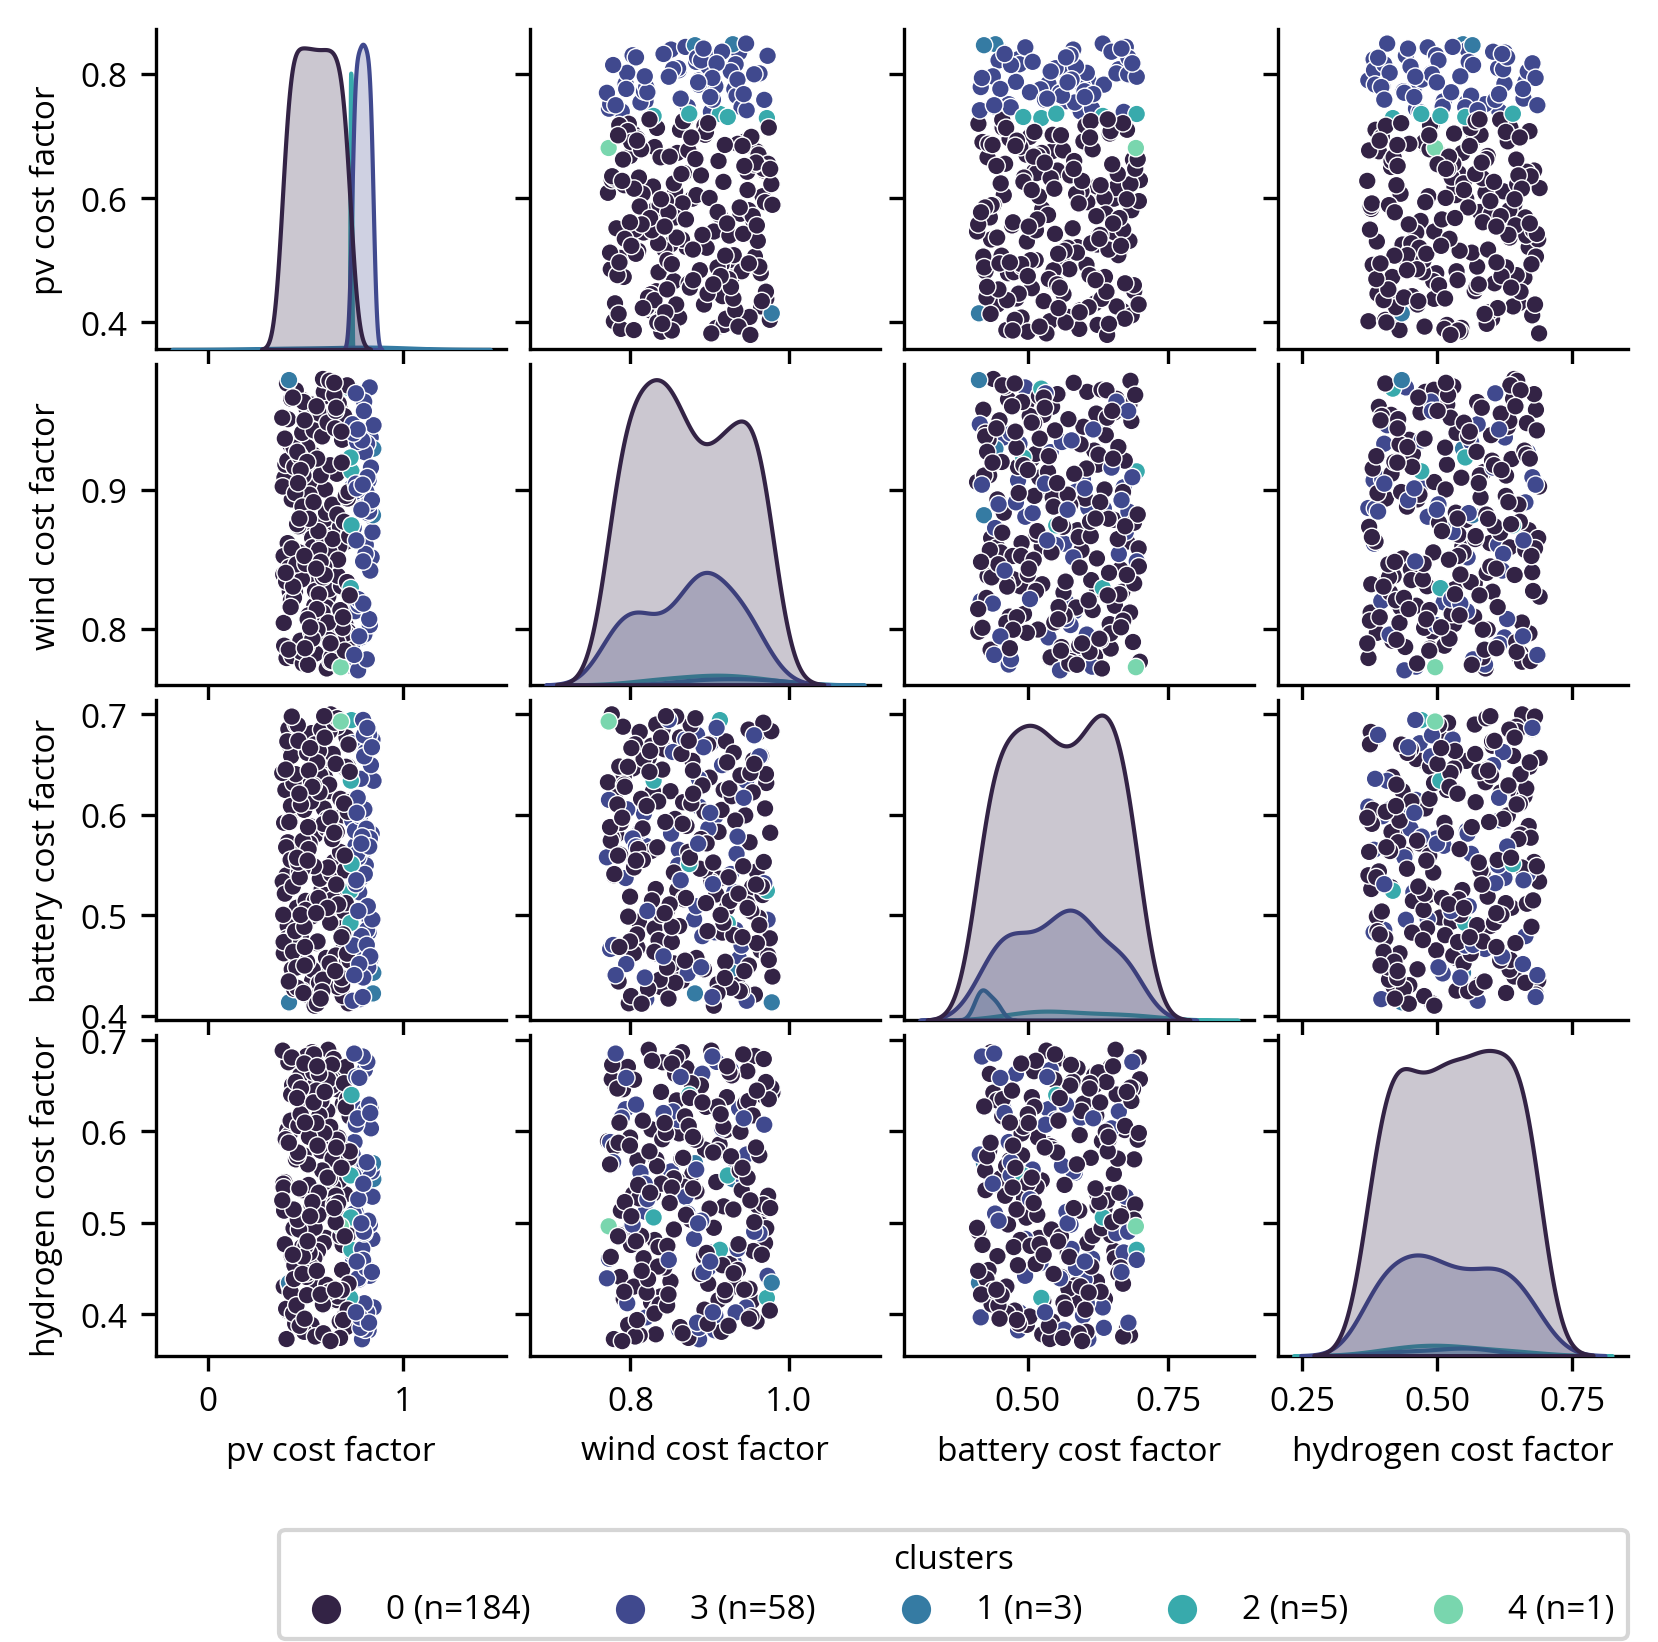 pv cost factor
0.8
0.6
0.4
wind cost factor
0.9
0.8
battery cost factor
0.7
0.6
0.5
0.4
hydrogen cost factor
0.7
0.6
0.5
0.4
0 1 0.8 1.0 0.50 0.75 0.25 0.50 0.75
pv cost factor wind cost factor battery cost factor hydrogen cost factor
clusters
0 (n=184) 3 (n=58) 1 (n=3) 2 (n=5) 4 (n=1)